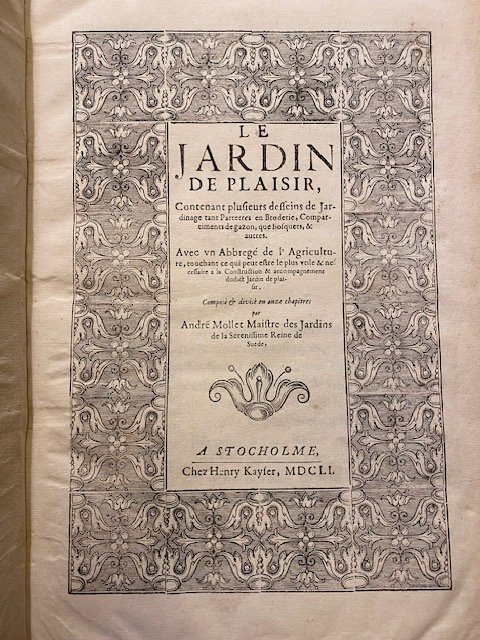 LE
JARDIN
DE PLAISIR,
Contenant plusieurs desseins de Jar-
dinage tant Parterres en Broderie, Compar-
timents de gazon, que Bosquets, &
autres.
Avec vn Abbregé de l'Agricultu-
re, touchant ce qui peut estre le plus vtile & ne-
cessaire a la Construction & accompagnement
dudict Jardin de plai-
sir.
Composé & divisé en onze chapitres
par
André Mollet Maistre des Jardins
de la Serenissime Reine de
Suede,
A STOCHOLME,
Chez Henry Kayser, MDCLI.